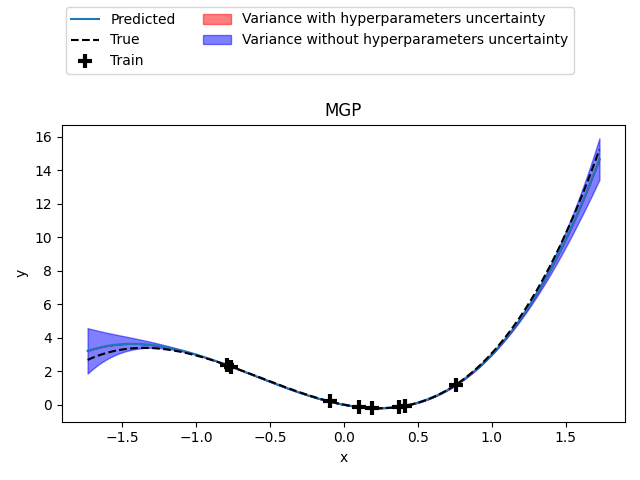 Predicted
True
Train
Variance with hyperparameters uncertainty
Variance without hyperparameters uncertainty
MGP
16
14
12
10
8
6
4
2
0
y
−1.5 −1.0 −0.5 0.0 0.5 1.0 1.5
x